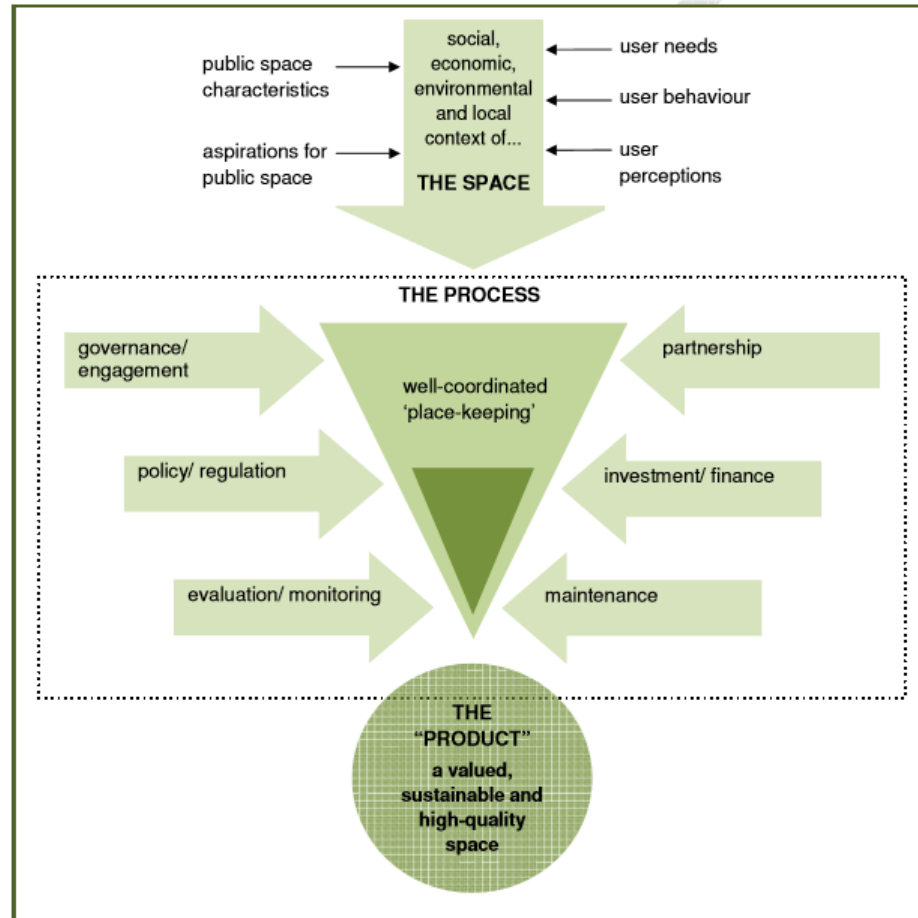 social,
economic,
environmental
and local
context of...
THE SPACE
public space
characteristics
aspirations for
public space
user needs
user behaviour
user
perceptions
THE PROCESS
governance/
engagement
partnership
well-coordinated
‘place-keeping’
policy/ regulation
investment/ finance
evaluation/ monitoring
maintenance
THE
“PRODUCT”
a valued,
sustainable and
high-quality
space